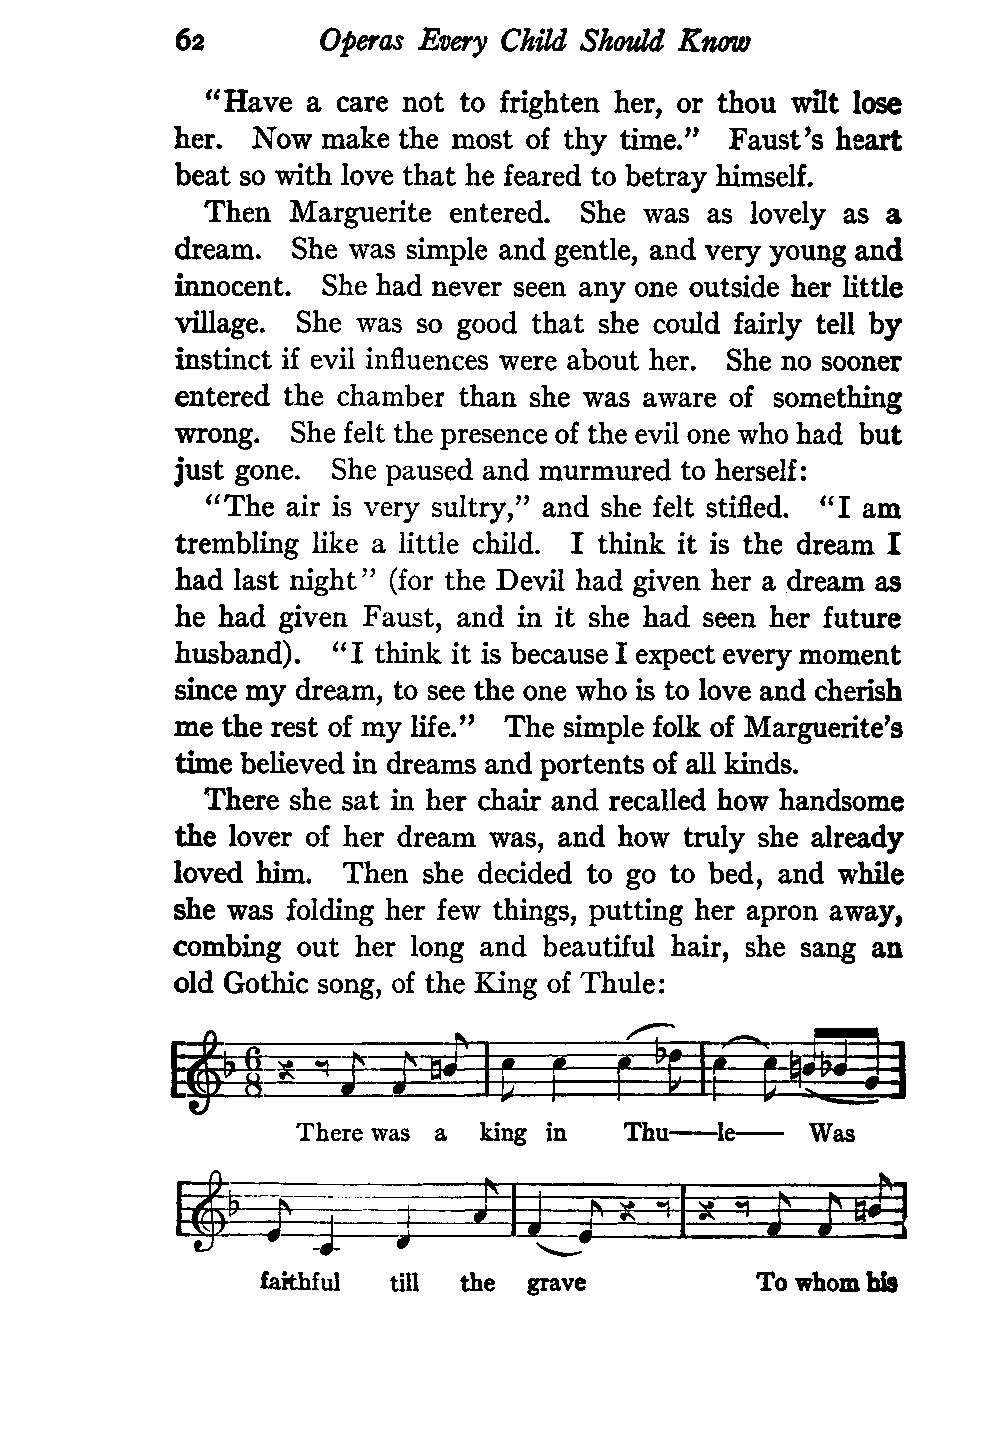 62 Operas Every Child Should Know
“Have a care not to frighten her, or thou wilt lose
her. Now make the most of thy time.” Faust’s heart
beat so with love that he feared to betray himself.
Then Marguerite entered. She was as lovely as a
dream. She was simple and gentle, and very young and
innocent. She had never seen any one outside her little
village. She was so good that she could fairly tell by
instinct if evil influences were about her. She no sooner
entered the chamber than she was aware of something
wrong. She felt the presence of the evil one who had but
just gone. She paused and murmured to herself:
“The air is very sultry,” and she felt stifled. “I am
trembling like a little child. I think it is the dream I
had last night” (for the Devil had given her a dream as
he had given Faust, and in it she had seen her future
husband). “I think it is because I expect every moment
since my dream, to see the one who is to love and cherish
me the rest of my life.” The simple folk of Marguerite’s
time believed in dreams and portents of all kinds.
There she sat in her chair and recalled how handsome
the lover of her dream was, and how truly she already
loved him. Then she decided to go to bed, and while
she was folding her few things, putting her apron away,
combing out her long and beautiful hair, she sang an
old Gothic song, of the King of Thule:
6
8
There was a king in Thu——le—— Was
faithful till the grave To whom his